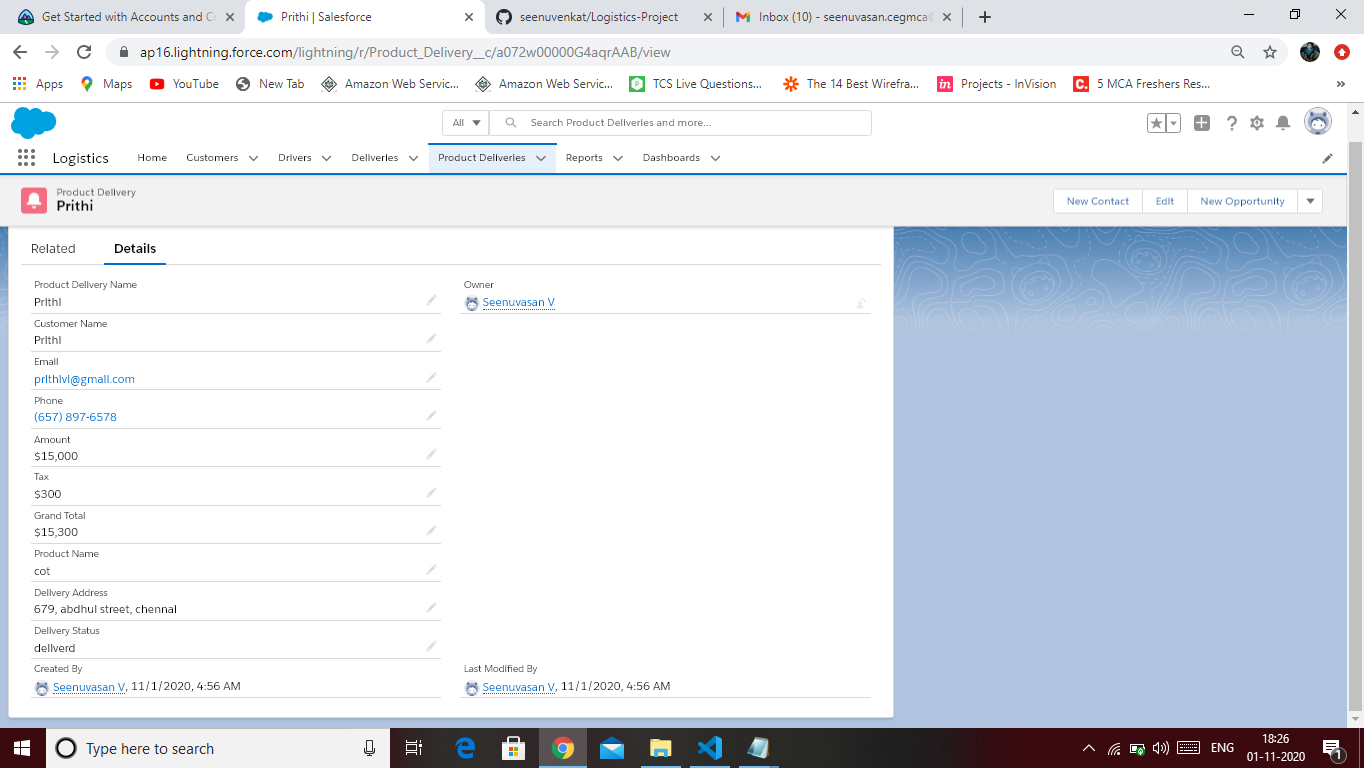 Get Started with Accounts and Co
Prithi | Salesforce
seenuvenkat/Logistics-Project
Inbox (10) - seenuvasan.cegmca@
ap16.lightning.force.com/lightning/r/Product_Delivery__c/a072w00000G4aqrAAB/view
Apps Maps YouTube New Tab Amazon Web Servic... Amazon Web Servic... TCS Live Questions... The 14 Best Wirefra... Projects - InVision 5 MCA Freshers Res... »
All Search Product Deliveries and more...
Logistics Home Customers Drivers Deliveries Product Deliveries Reports Dashboards
Product Delivery
Prithi
New Contact Edit New Opportunity
Related Details
Product Delivery Name
Prithi
Owner
Seenuvasan V
Customer Name
Prithi
Email
prithivi@gmail.com
Phone
(657) 897-6578
Amount
$15,000
Tax
$300
Grand Total
$15,300
Product Name
cot
Delivery Address
679, abdhul street, chennai
Delivery Status
deliverd
Created By
Seenuvasan V, 11/1/2020, 4:56 AM
Last Modified By
Seenuvasan V, 11/1/2020, 4:56 AM
Type here to search
ENG
18:26
01-11-2020
1